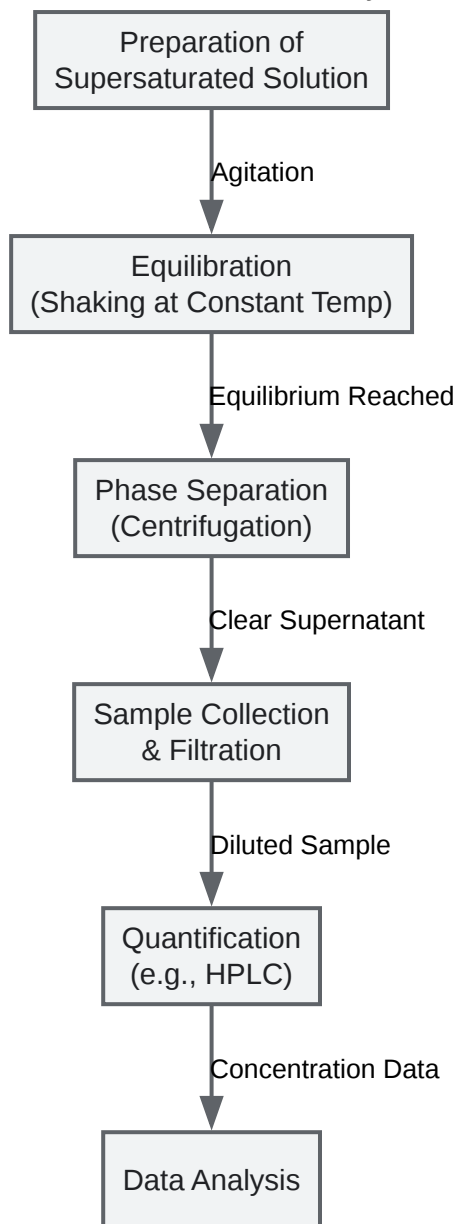 Preparation of
Supersaturated Solution
Agitation
Equilibration
(Shaking at Constant Temp)
Equilibrium Reached
Phase Separation
(Centrifugation)
Clear Supernatant
Sample Collection
& Filtration
Diluted Sample
Quantification
(e.g., HPLC)
Concentration Data
Data Analysis